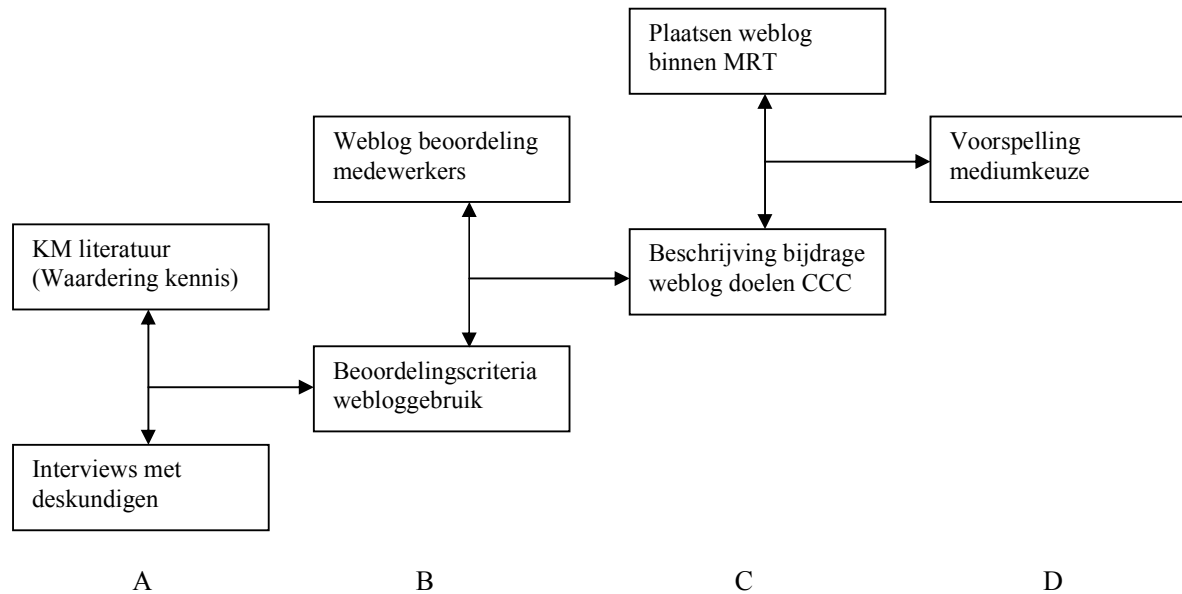 Plaatsen weblog
binnen MRT
Weblog beoordeling
medewerkers
Voorspelling
mediumkeuze
KM literatuur
(Waardering kennis)
Beschrijving bijdrage
weblog doelen CCC
Beoordelingscriteria
webloggebruik
Interviews met
deskundigen
A B C D